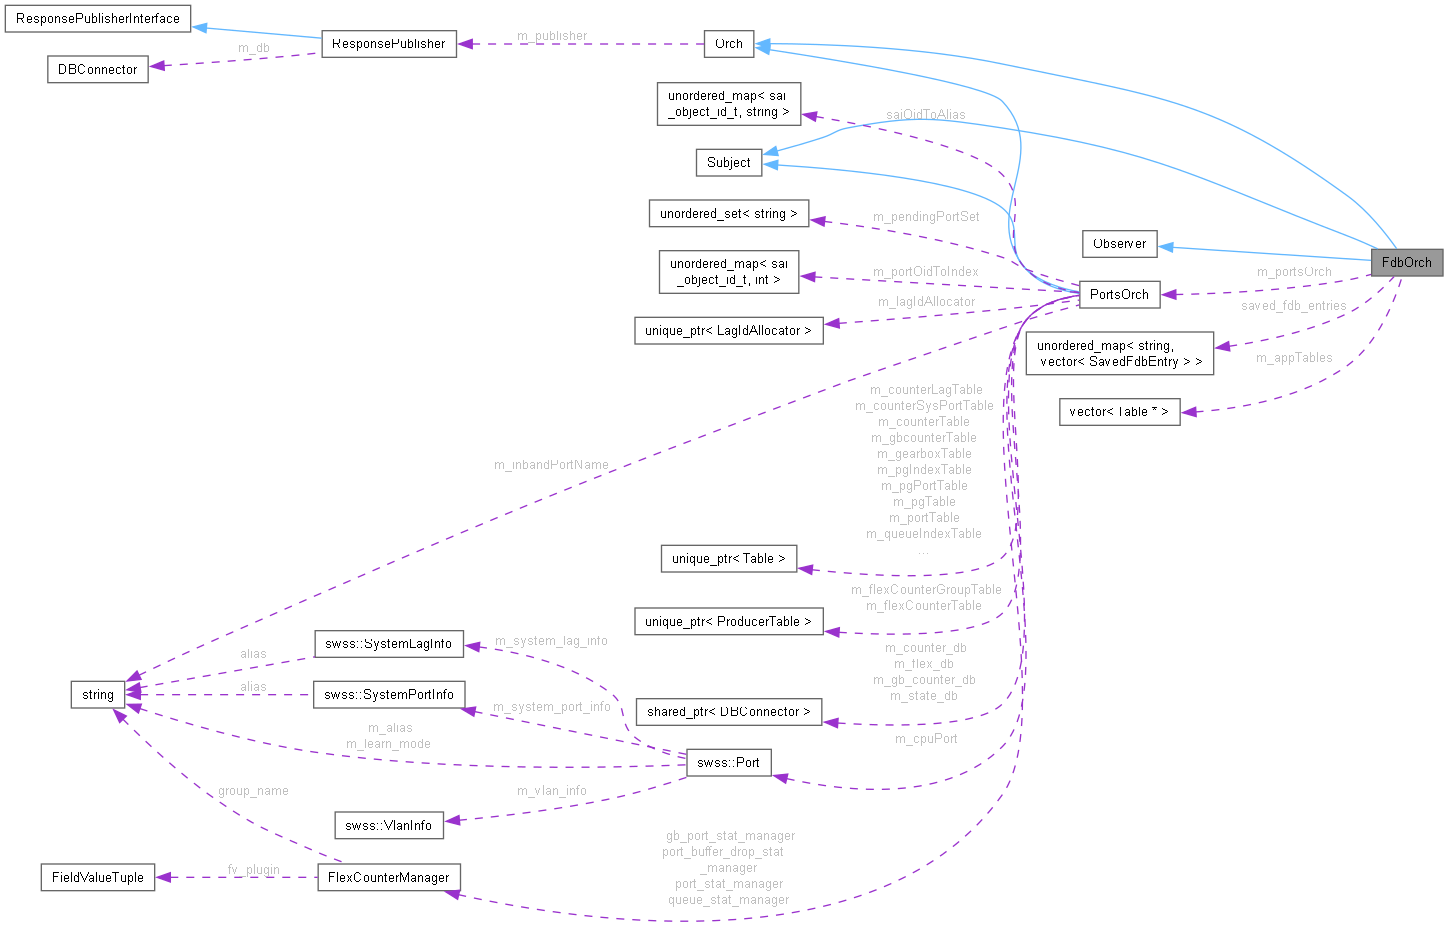 ResponsePublisherInterface
ResponsePublisher
m_publisher
Orch
m_db
DBConnector
unordered_map< sai
_object_id_t, string >
saiOidToAlias
Subject
unordered_set< string >
m_pendingPortSet
Observer
FdbOrch
unordered_map< sai
_object_id_t, int >
m_portOidToIndex
m_portsOrch
PortsOrch
m_lagIdAllocator
saved_fdb_entries
unique_ptr< LagIdAllocator >
unordered_map< string,
vector< SavedFdbEntry > >
m_appTables
vector< Table * >
m_counterLagTable
m_counterSysPortTable
m_counterTable
m_gbcounterTable
m_gearboxTable
m_pgIndexTable
m_pgPortTable
m_pgTable
m_portTable
m_queueIndexTable
...
m_inbandPortName
unique_ptr< Table >
m_flexCounterGroupTable
m_flexCounterTable
unique_ptr< ProducerTable >
swss::SystemLagInfo
m_system_lag_info
alias
m_counter_db
m_flex_db
m_gb_counter_db
m_state_db
string
alias
swss::SystemPortInfo
m_system_port_info
shared_ptr< DBConnector >
m_alias
m_learn_mode
m_cpuPort
swss::Port
group_name
m_vlan_info
swss::VlanInfo
gb_port_stat_manager
port_buffer_drop_stat
_manager
port_stat_manager
queue_stat_manager
FieldValueTuple
fv_plugin
FlexCounterManager